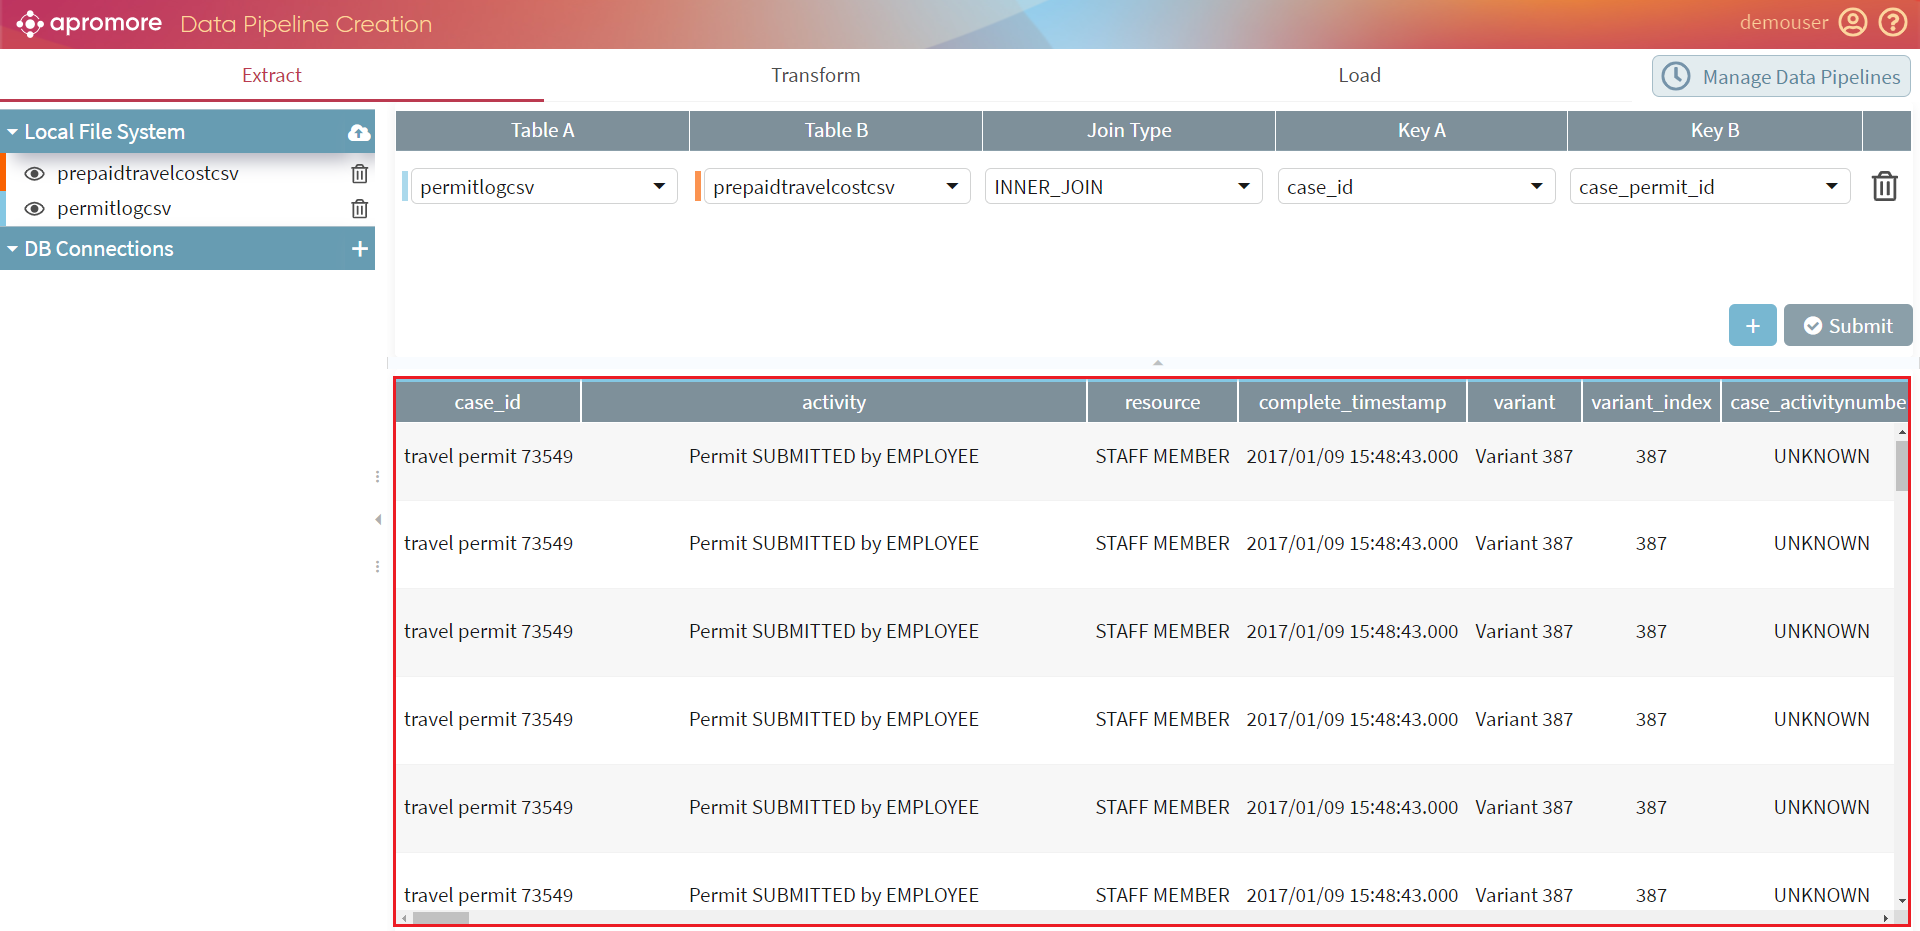 apromore Data Pipeline Creation demouser
Extract Transform Load Manage Data Pipelines
Local File System
prepaidtravelcostcsv
permitlogcsv
DB Connections
Table A Table B Join Type Key A Key B
permitlogcsv prepaidtravelcostcsv INNER_JOIN case_id case_permit_id
+ Submit
case_id activity resource complete_timestamp variant variant_index case_activitynumbe
travel permit 73549 Permit SUBMITTED by EMPLOYEE STAFF MEMBER 2017/01/09 15:48:43.000 Variant 387 387 UNKNOWN
travel permit 73549 Permit SUBMITTED by EMPLOYEE STAFF MEMBER 2017/01/09 15:48:43.000 Variant 387 387 UNKNOWN
travel permit 73549 Permit SUBMITTED by EMPLOYEE STAFF MEMBER 2017/01/09 15:48:43.000 Variant 387 387 UNKNOWN
travel permit 73549 Permit SUBMITTED by EMPLOYEE STAFF MEMBER 2017/01/09 15:48:43.000 Variant 387 387 UNKNOWN
travel permit 73549 Permit SUBMITTED by EMPLOYEE STAFF MEMBER 2017/01/09 15:48:43.000 Variant 387 387 UNKNOWN
travel permit 73549 Permit SUBMITTED by EMPLOYEE STAFF MEMBER 2017/01/09 15:48:43.000 Variant 387 387 UNKNOWN